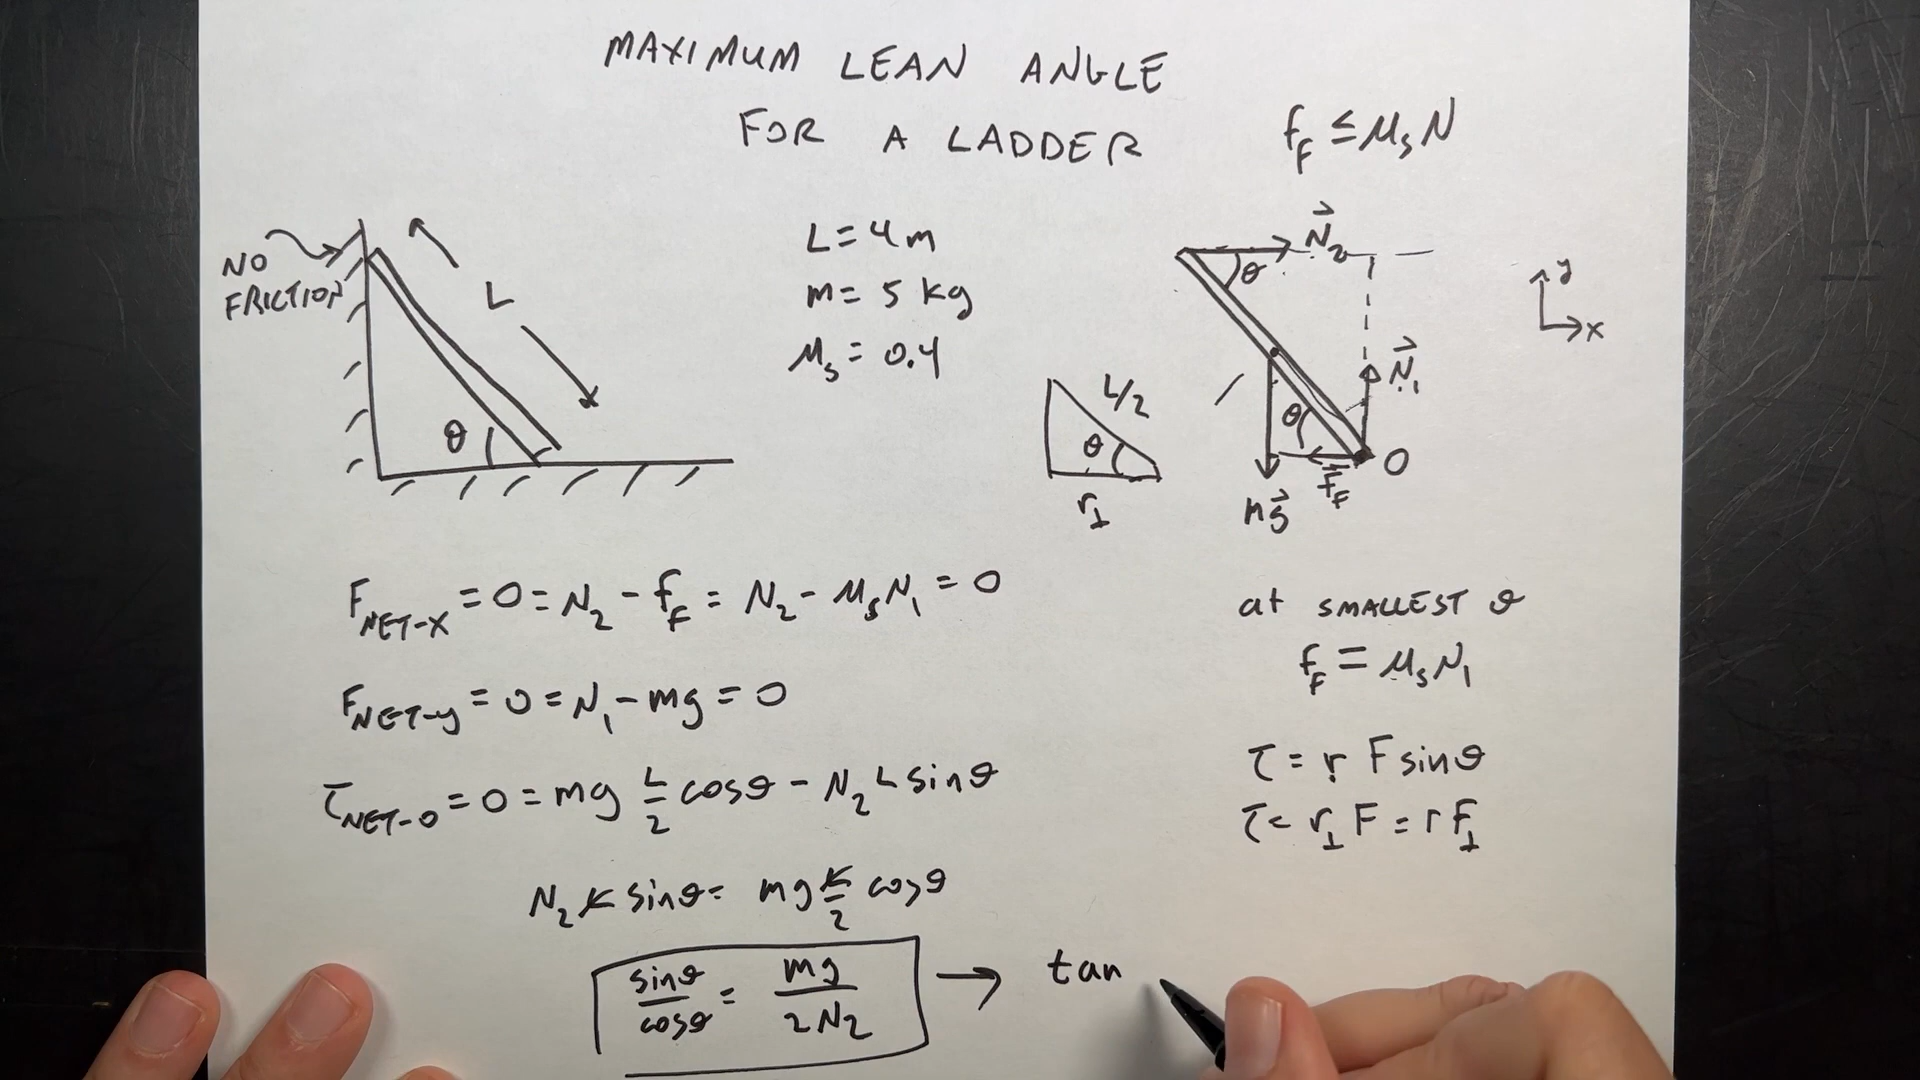 MAXIMUM LEAN ANGLE
FOR A LADDER
f_F ≤ μ_s N
NO
FRICTION
L
θ
L = 4 m
m = 5 kg
μ_s = 0.4
L/2
θ
r_⊥
N⃗_2
θ
N⃗_1
θ
O
f⃗_F
mg⃗
y
x
F_NET-X = 0 = N_2 - f_F = N_2 - μ_s N_1 = 0
at SMALLEST θ
f_F = μ_s N_1
F_NET-y = 0 = N_1 - mg = 0
τ = r F sinθ
τ_NET-O = 0 = mg L/2 cosθ - N_2 L sinθ
τ = r_⊥ F = r F_⊥
N_2 L sinθ = mg L/2 cosθ
sinθ/cosθ = mg/2N_2 → tan